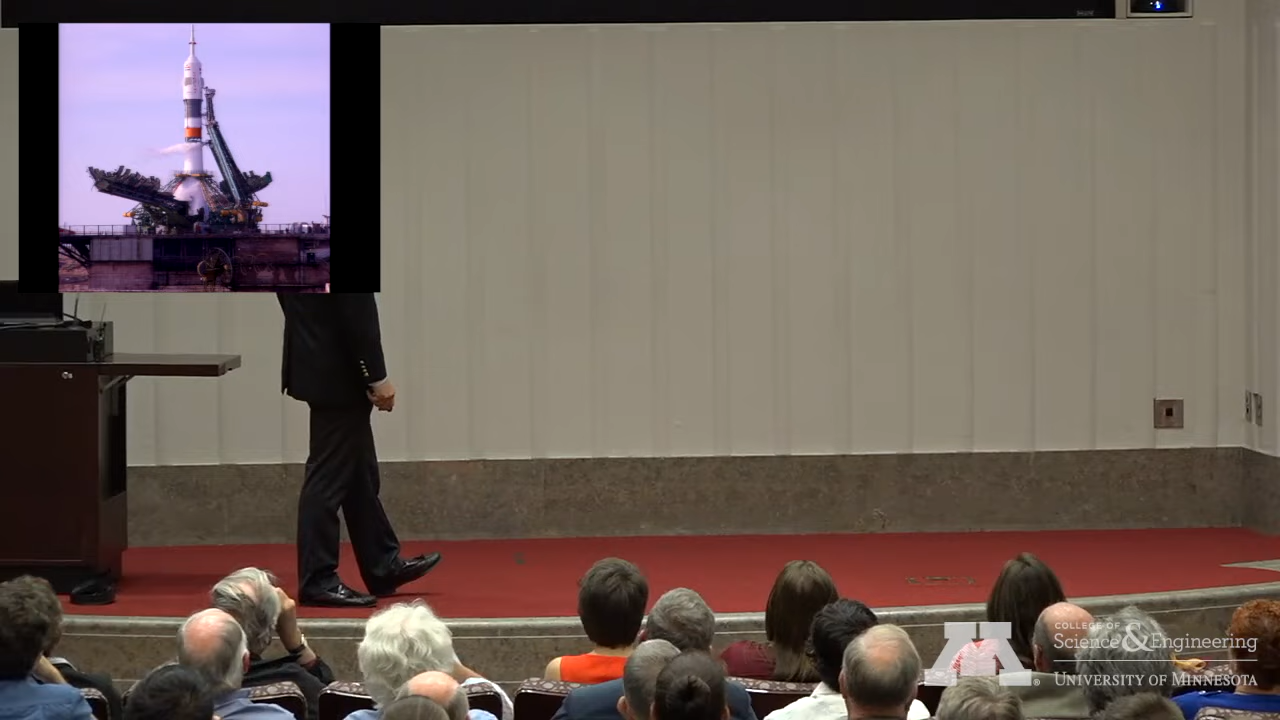 COLLEGE OF
Science & Engineering
M®
UNIVERSITY OF MINNESOTA